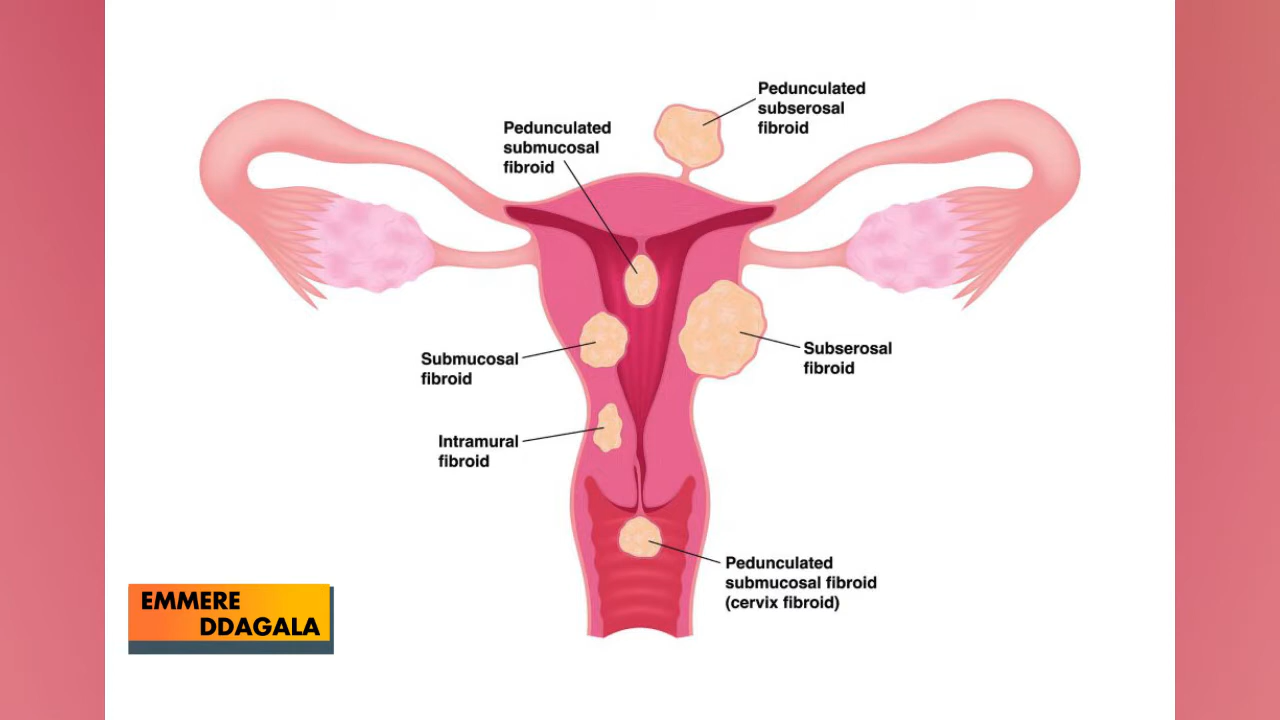 Pedunculated
subserosal
fibroid
Pedunculated
submucosal
fibroid
Submucosal
fibroid
Subserosal
fibroid
Intramural
fibroid
Pedunculated
submucosal fibroid
(cervix fibroid)
EMMERE
DDAGALA